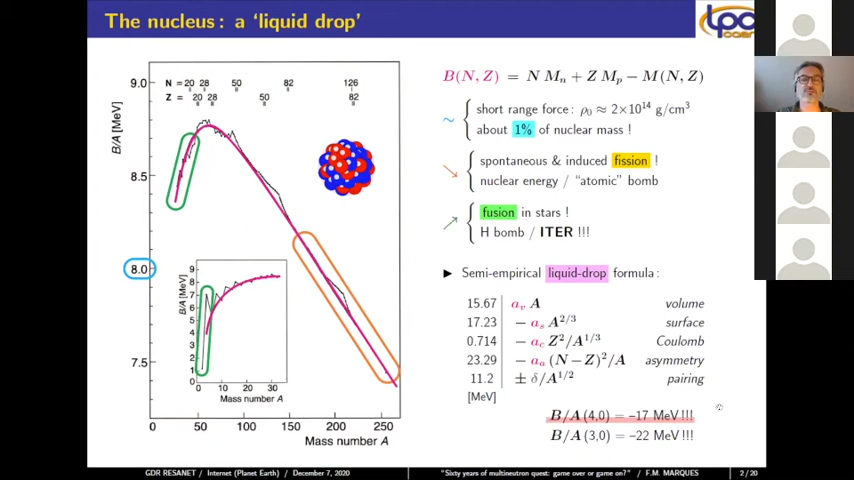 The nucleus : a ‘liquid drop’
LPC
caen
9.0
8.5
8.0
7.5
B/A [MeV]
N = 20 28 50 82 126
Z = 20 28 50 82
0 50 100 150 200 250
Mass number A
9
8
7
6
5
4
3
2
1
B/A [MeV]
0 10 20 30
Mass number A
B(N, Z) = N Mn + Z Mp − M(N, Z)
∼ short range force : ρ0 ≈ 2×10^14 g/cm^3
about 1% of nuclear mass !
↘ spontaneous & induced fission !
nuclear energy / “atomic” bomb
↗ fusion in stars !
H bomb / ITER !!!
► Semi-empirical liquid-drop formula :
15.67 av A volume
17.23 − as A^2/3 surface
0.714 − ac Z^2/A^1/3 Coulomb
23.29 − aa (N−Z)^2/A asymmetry
11.2 ± δ/A^1/2 pairing
[MeV]
B/A (4,0) = −17 MeV !!!
B/A (3,0) = −22 MeV !!!
GDR RESANET / Internet (Planet Earth) / December 7, 2020
“Sixty years of multineutron quest: game over or game on?” / F.M. MARQUES
2 / 20